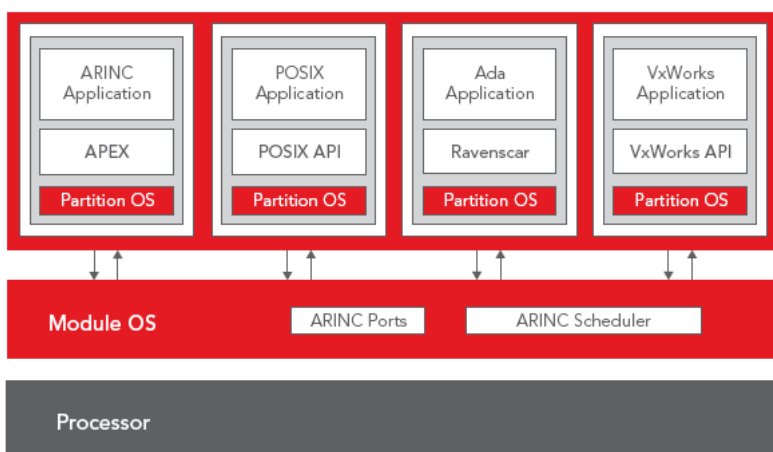 ARINC
Application
APEX
Partition OS
POSIX
Application
POSIX API
Partition OS
Ada
Application
Ravenscar
Partition OS
VxWorks
Application
VxWorks API
Partition OS
Module OS
ARINC Ports
ARINC Scheduler
Processor